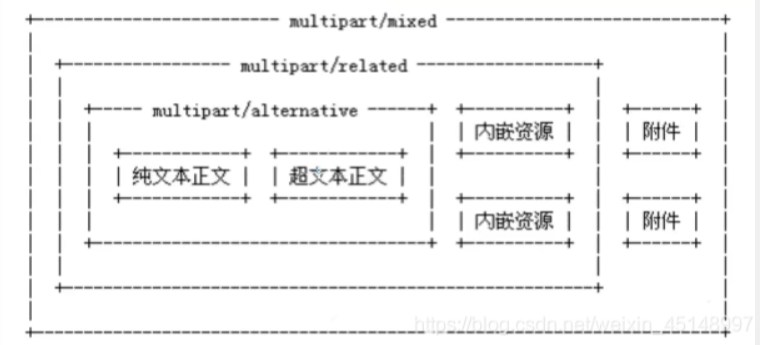 multipart/mixed
multipart/related
multipart/alternative
内嵌资源 附件
纯文本正文 超文本正文
内嵌资源 附件
https://blog.csdn.net/weixin_45148997